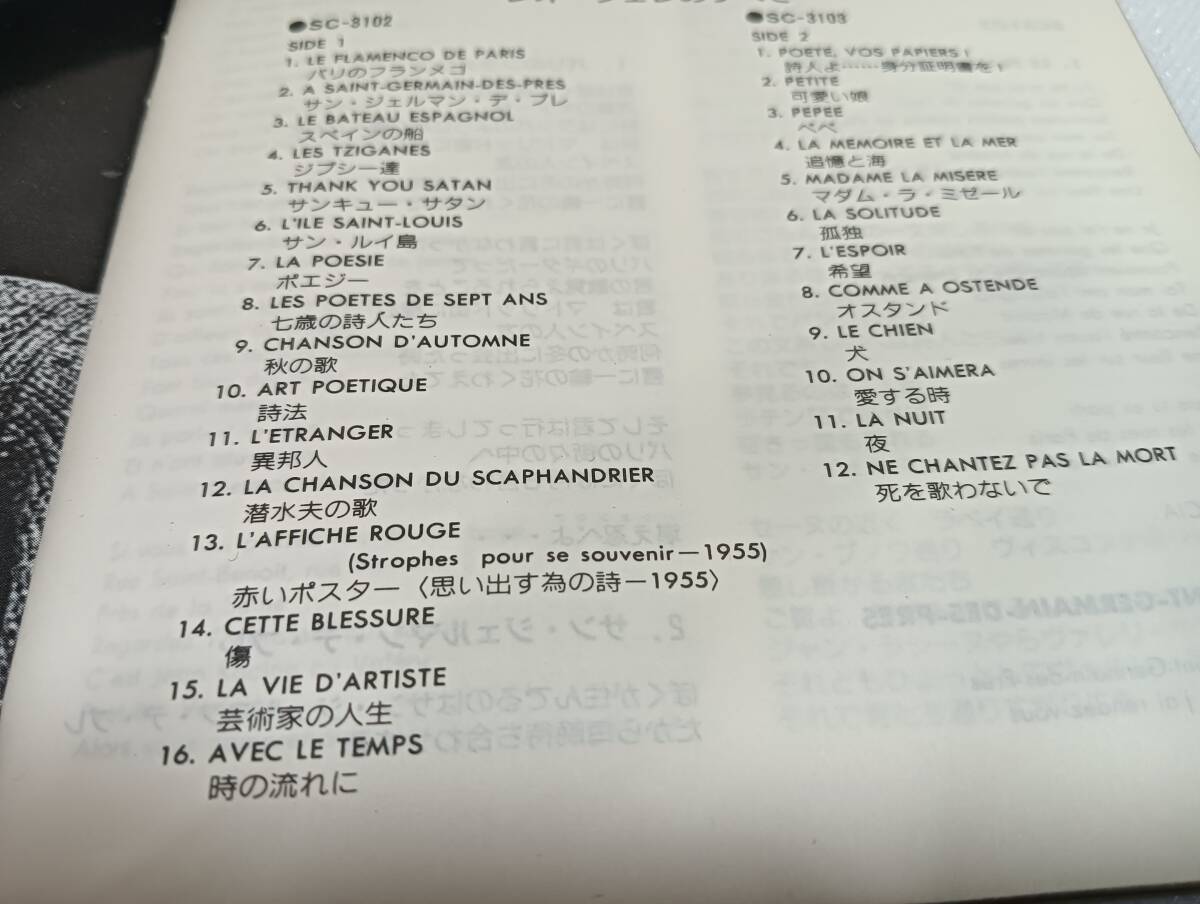 ●SC-3102
SIDE 1
1. LE FLAMENCO DE PARIS
パリのフランメゴ
2. A SAINT-GERMAIN-DES-PRES
サン・ジェルマン・デ・プレ
3. LE BATEAU ESPAGNOL
スペインの船
4. LES TZIGANES
ジプシー達
5. THANK YOU SATAN
サンキュー・サタン
6. L'ILE SAINT-LOUIS
サン・ルイ島
7. LA POESIE
ポエジー
8. LES POETES DE SEPT ANS
七歳の詩人たち
9. CHANSON D'AUTOMNE
秋の歌
10. ART POETIQUE
詩法
11. L'ETRANGER
異邦人
12. LA CHANSON DU SCAPHANDRIER
潜水夫の歌
13. L'AFFICHE ROUGE
(Strophes pour se souvenir—1955)
赤いポスター〈思い出す為の詩—1955〉
14. CETTE BLESSURE
傷
15. LA VIE D'ARTISTE
芸術家の人生
16. AVEC LE TEMPS
時の流れに
●SC-3103
SIDE 2
1. POETE, VOS PAPIERS!
詩人よ……身分証明書を!
2. PETITE
可愛い娘
3. PEPEE
ペペ
4. LA MEMOIRE ET LA MER
追憶と海
5. MADAME LA MISERE
マダム・ラ・ミゼール
6. LA SOLITUDE
孤独
7. L'ESPOIR
希望
8. COMME A OSTENDE
オスタンド
9. LE CHIEN
犬
10. ON S'AIMERA
愛する時
11. LA NUIT
夜
12. NE CHANTEZ PAS LA MORT
死を歌わないで